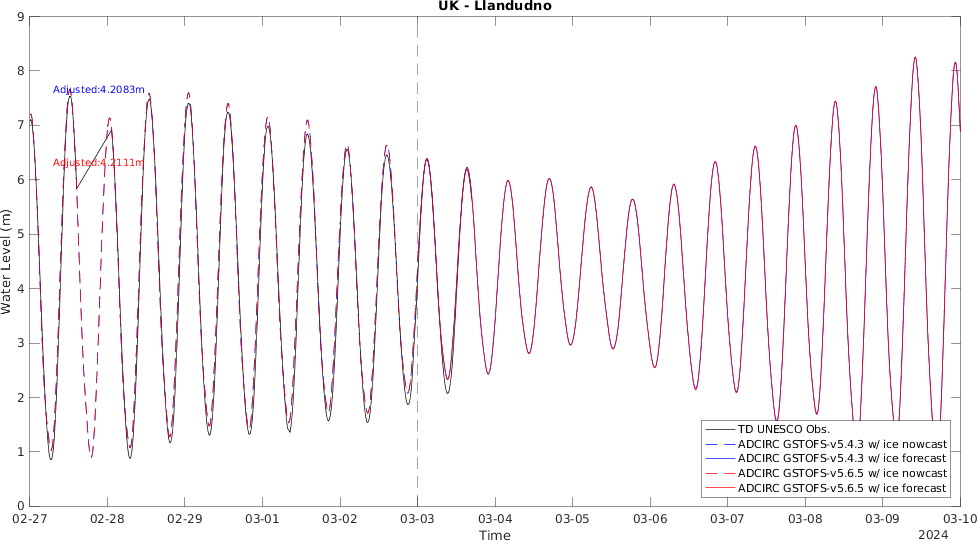 UK - Llandudno
9
8
7
6
5
4
3
2
1
0
Water Level (m)
Adjusted:4.2083m
Adjusted:4.2111m
TD UNESCO Obs.
ADCIRC GSTOFS-v5.4.3 w/ ice nowcast
ADCIRC GSTOFS-v5.4.3 w/ ice forecast
ADCIRC GSTOFS-v5.6.5 w/ ice nowcast
ADCIRC GSTOFS-v5.6.5 w/ ice forecast
02-27 02-28 02-29 03-01 03-02 03-03 03-04 03-05 03-06 03-07 03-08 03-09 03-10
Time
2024